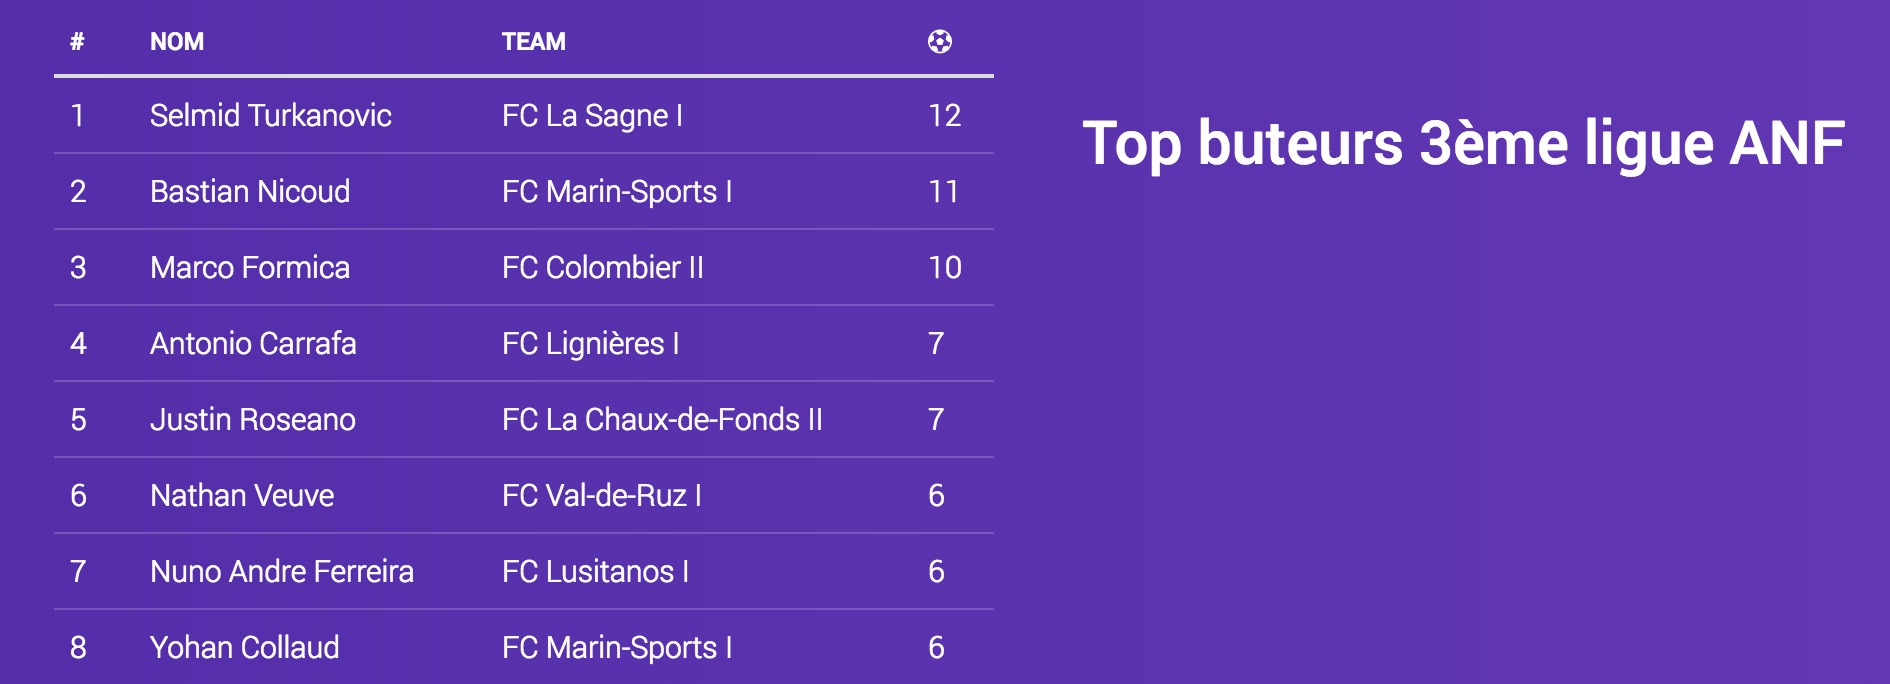 # NOM TEAM
1 Selmid Turkanovic FC La Sagne I 12
2 Bastian Nicoud FC Marin-Sports I 11
3 Marco Formica FC Colombier II 10
4 Antonio Carrafa FC Lignières I 7
5 Justin Roseano FC La Chaux-de-Fonds II 7
6 Nathan Veuve FC Val-de-Ruz I 6
7 Nuno Andre Ferreira FC Lusitanos I 6
8 Yohan Collaud FC Marin-Sports I 6
Top buteurs 3ème ligue ANF